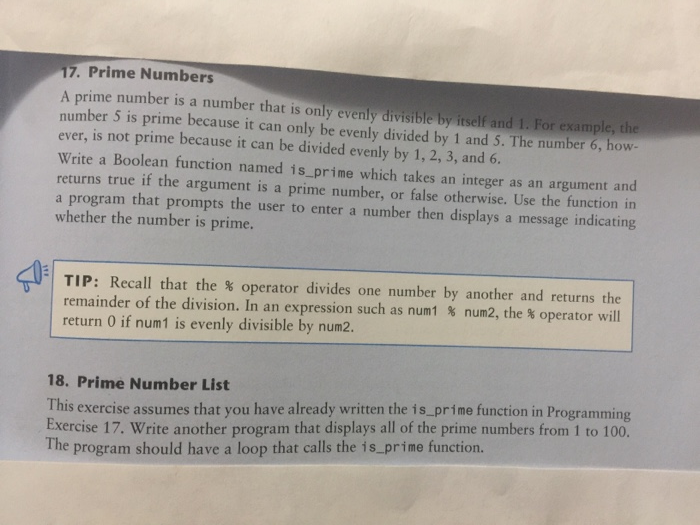 17. Prime Numbers
A prime number is a number that is only evenly divisible by itself and 1. For example, the
number 5 is prime because it can only be evenly divided by 1 and 5. The number 6, how-
ever, is not prime because it can be divided evenly by 1, 2, 3, and 6.
Write a Boolean function named is_prime which takes an integer as an argument and
returns true if the argument is a prime number, or false otherwise. Use the function in
a program that prompts the user to enter a number then displays a message indicating
whether the number is prime.
TIP: Recall that the % operator divides one number by another and returns the
remainder of the division. In an expression such as num1 % num2, the % operator will
return 0 if num1 is evenly divisible by num2.
18. Prime Number List
This exercise assumes that you have already written the is_prime function in Programming
Exercise 17. Write another program that displays all of the prime numbers from 1 to 100.
The program should have a loop that calls the is_prime function.